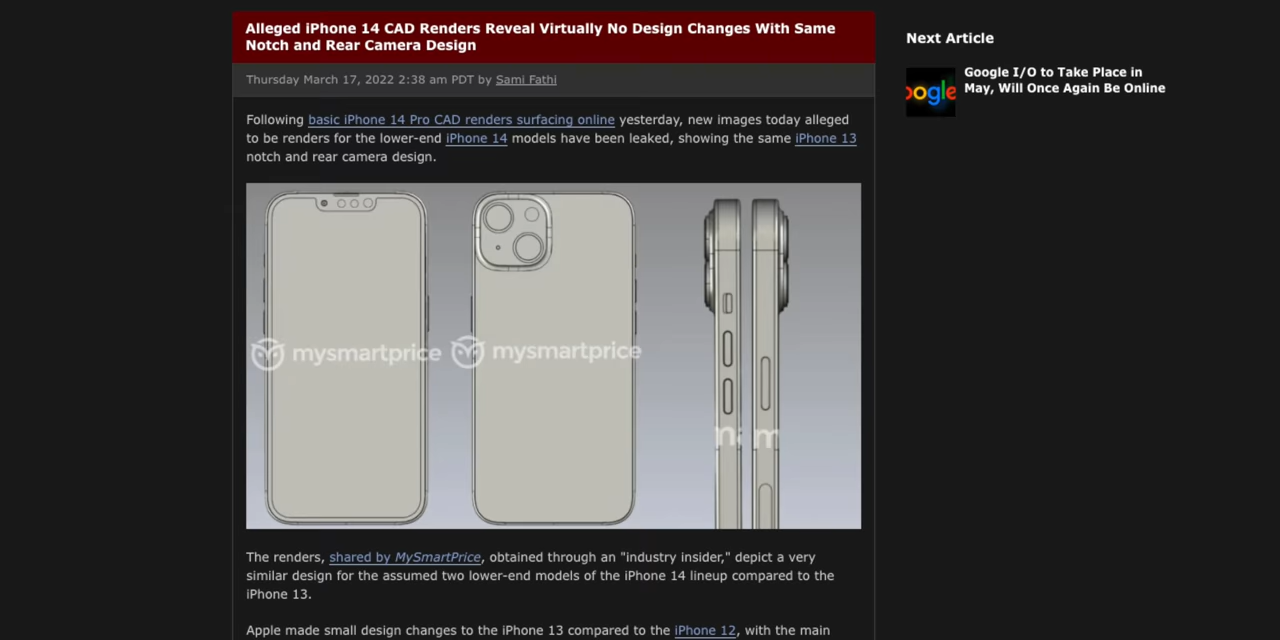 Alleged iPhone 14 CAD Renders Reveal Virtually No Design Changes With Same
Notch and Rear Camera Design
Thursday March 17, 2022 2:38 am PDT by Sami Fathi
Following basic iPhone 14 Pro CAD renders surfacing online yesterday, new images today alleged
to be renders for the lower-end iPhone 14 models have been leaked, showing the same iPhone 13
notch and rear camera design.
mysmartprice mysmartprice
The renders, shared by MySmartPrice, obtained through an "industry insider," depict a very
similar design for the assumed two lower-end models of the iPhone 14 lineup compared to the
iPhone 13.
Apple made small design changes to the iPhone 13 compared to the iPhone 12, with the main
Next Article
Google I/O to Take Place in
May, Will Once Again Be Online